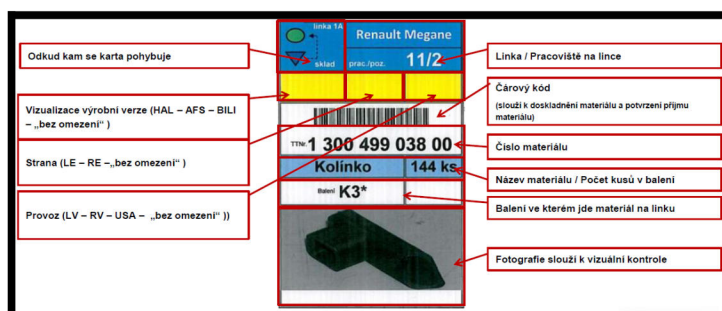 linka 1A
Renault Megane
sklad
prac./poz.
11/2
TTNr.
1 300 499 038 00
Kolínko
144 ks
Balení
K3*
Odkud kam se karta pohybuje
Vizualizace výrobní verze (HAL – AFS – BILI
– „bez omezení“ )
Strana (LE – RE –„bez omezení“ )
Provoz (LV – RV – USA – „bez omezení“ ))
Linka / Pracoviště na lince
Čárový kód
(slouží k doskladnění materiálu a potvrzení příjmu
materiálu)
Číslo materiálu
Název materiálu / Počet kusů v balení
Balení ve kterém jde materiál na linku
Fotografie slouží k vizuální kontrole